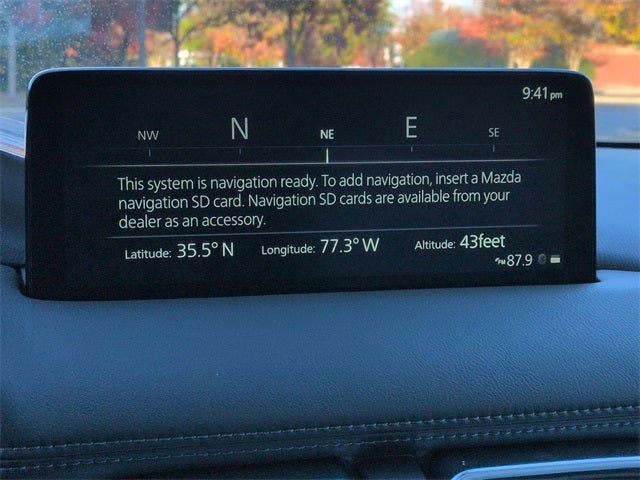 9:41pm
NW N NE E SE
This system is navigation ready. To add navigation, insert a Mazda
navigation SD card. Navigation SD cards are available from your
dealer as an accessory.
Latitude: 35.5° N Longitude: 77.3° W Altitude: 43feet
FM 87.9